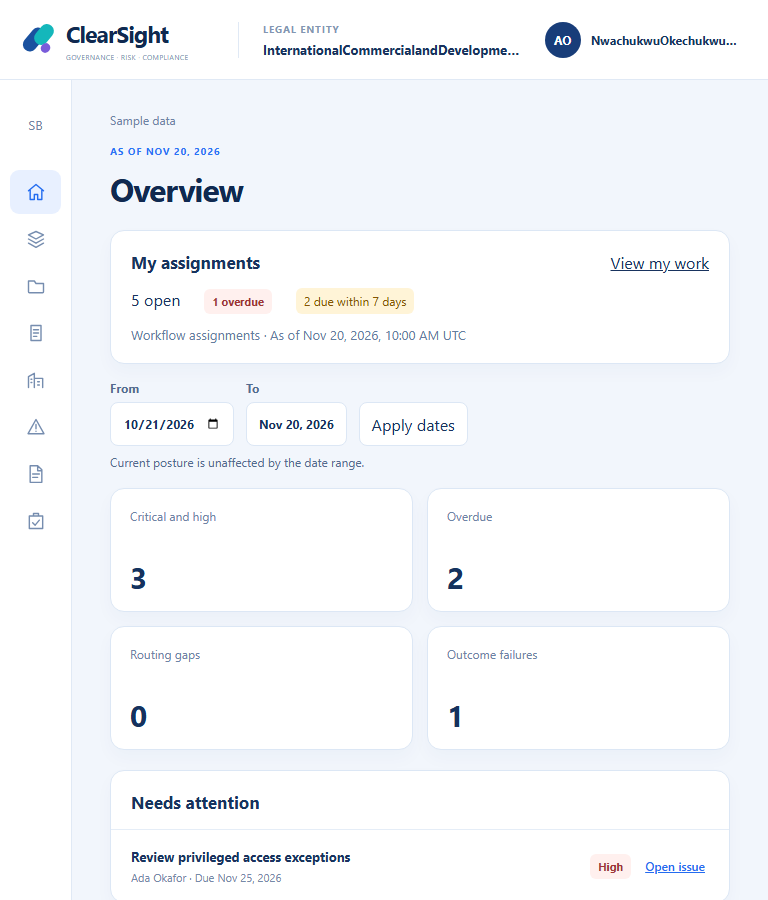 ClearSight
GOVERNANCE · RISK · COMPLIANCE
LEGAL ENTITY
InternationalCommercialandDevelopme...
AO
NwachukwuOkechukwu...
SB
Sample data
AS OF NOV 20, 2026
Overview
My assignments
View my work
5 open
1 overdue
2 due within 7 days
Workflow assignments · As of Nov 20, 2026, 10:00 AM UTC
From
To
10/21/2026
Nov 20, 2026
Apply dates
Current posture is unaffected by the date range.
Critical and high
3
Overdue
2
Routing gaps
0
Outcome failures
1
Needs attention
Review privileged access exceptions
Ada Okafor · Due Nov 25, 2026
High
Open issue